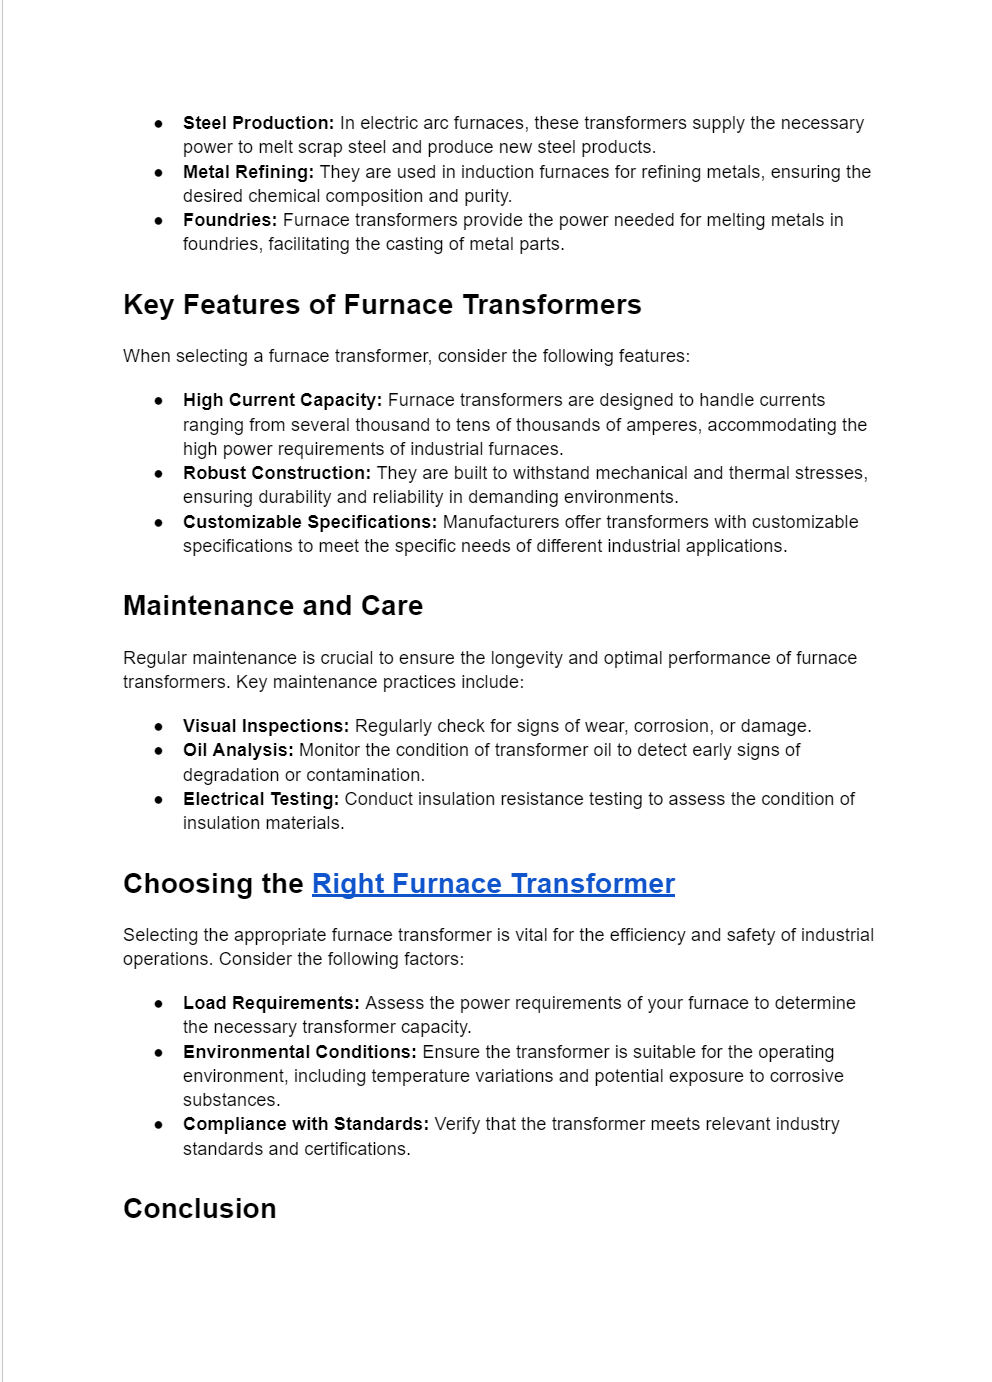 ● Steel Production: In electric arc furnaces, these transformers supply the necessary
power to melt scrap steel and produce new steel products.
● Metal Refining: They are used in induction furnaces for refining metals, ensuring the
desired chemical composition and purity.
● Foundries: Furnace transformers provide the power needed for melting metals in
foundries, facilitating the casting of metal parts.
Key Features of Furnace Transformers
When selecting a furnace transformer, consider the following features:
● High Current Capacity: Furnace transformers are designed to handle currents
ranging from several thousand to tens of thousands of amperes, accommodating the
high power requirements of industrial furnaces.
● Robust Construction: They are built to withstand mechanical and thermal stresses,
ensuring durability and reliability in demanding environments.
● Customizable Specifications: Manufacturers offer transformers with customizable
specifications to meet the specific needs of different industrial applications.
Maintenance and Care
Regular maintenance is crucial to ensure the longevity and optimal performance of furnace
transformers. Key maintenance practices include:
● Visual Inspections: Regularly check for signs of wear, corrosion, or damage.
● Oil Analysis: Monitor the condition of transformer oil to detect early signs of
degradation or contamination.
● Electrical Testing: Conduct insulation resistance testing to assess the condition of
insulation materials.
Choosing the Right Furnace Transformer
Selecting the appropriate furnace transformer is vital for the efficiency and safety of industrial
operations. Consider the following factors:
● Load Requirements: Assess the power requirements of your furnace to determine
the necessary transformer capacity.
● Environmental Conditions: Ensure the transformer is suitable for the operating
environment, including temperature variations and potential exposure to corrosive
substances.
● Compliance with Standards: Verify that the transformer meets relevant industry
standards and certifications.
Conclusion